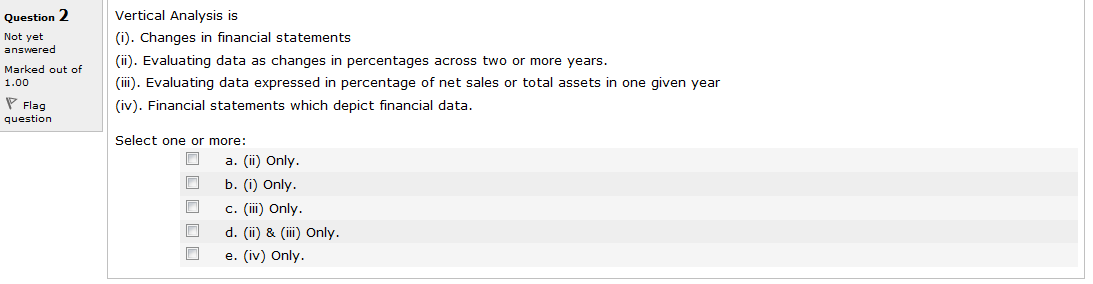 Question 2
Not yet
answered
Marked out of
1.00
Flag
question
Vertical Analysis is
(i). Changes in financial statements
(ii). Evaluating data as changes in percentages across two or more years.
(iii). Evaluating data expressed in percentage of net sales or total assets in one given year
(iv). Financial statements which depict financial data.
Select one or more:
a. (ii) Only.
b. (i) Only.
c. (iii) Only.
d. (ii) & (iii) Only.
e. (iv) Only.